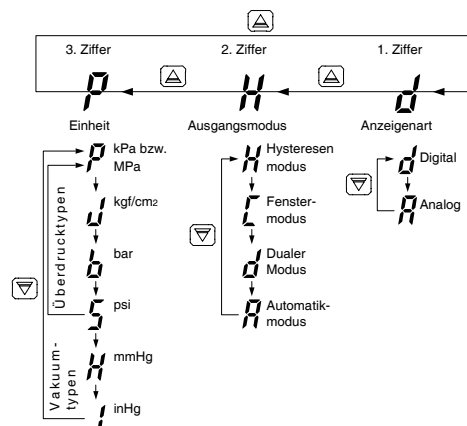 3. Ziffer
2. Ziffer
1. Ziffer
P
H
d
Einheit
Ausgangsmodus
Anzeigenart
P kPa bzw.
MPa
J kgf/cm2
b bar
5 psi
H mmHg
I inHg
Überdrucktypen
Vakuum-
typen
H Hysteresen
modus
C Fenster-
modus
d Dualer
Modus
A Automatik-
modus
d Digital
A Analog